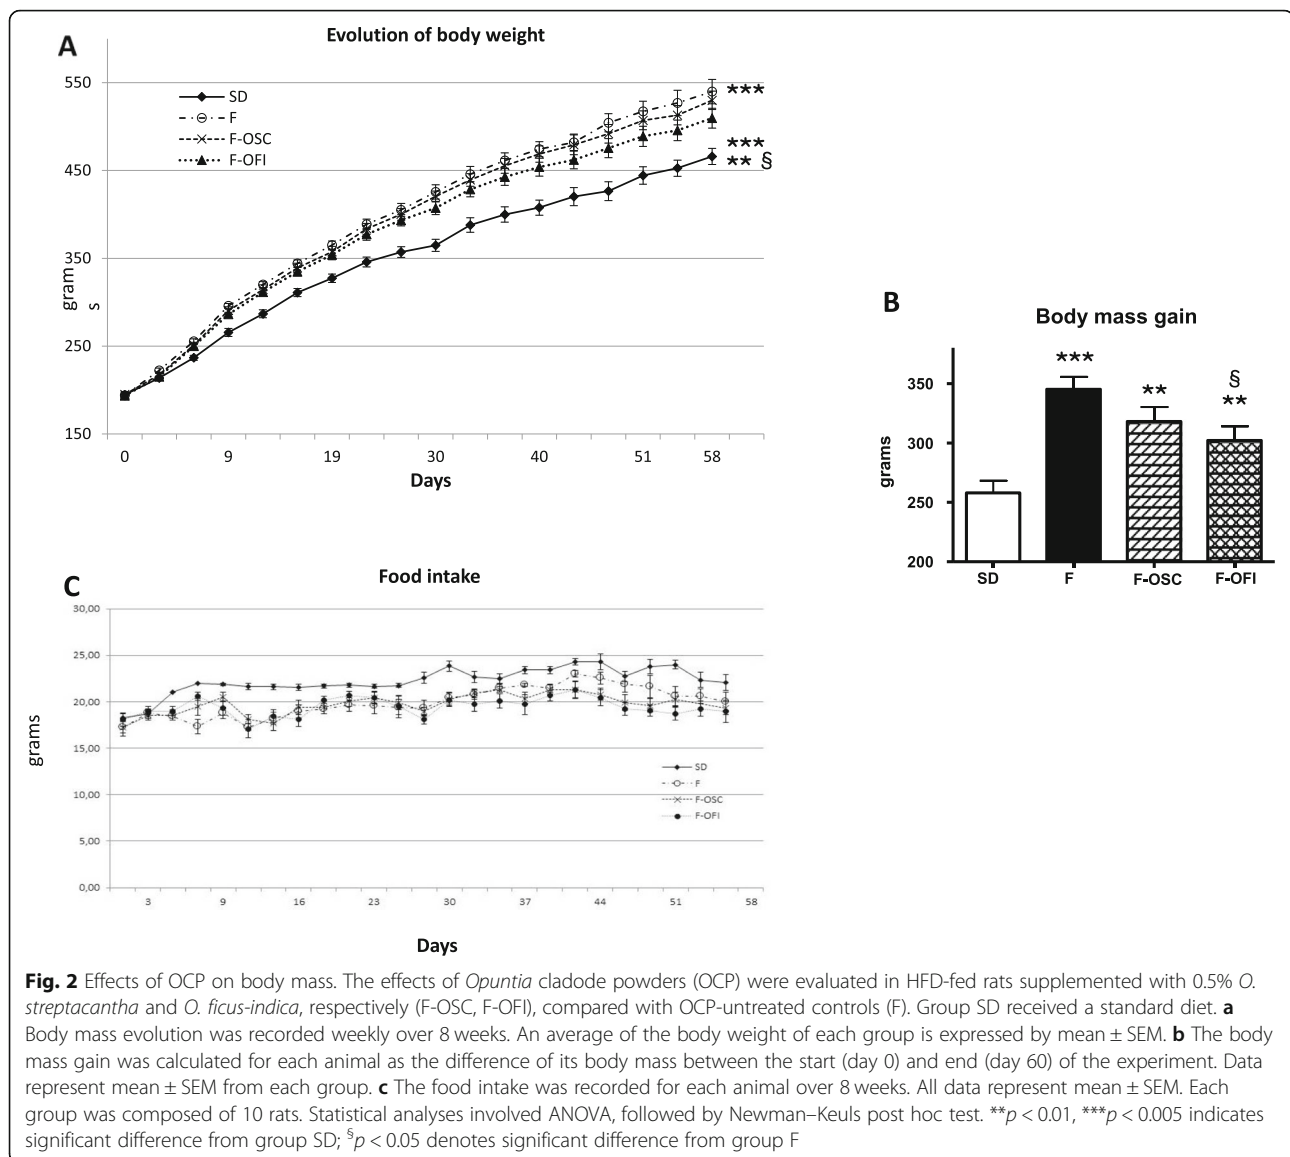 A
Evolution of body weight
550
450
350
250
150
gram
s
SD
F
F-OSC
F-OFI
***
***
** §
0 9 19 30 40 51 58
Days
B
Body mass gain
350
300
250
200
grams
***
**
§
**
SD F F-OSC F-OFI
C
Food intake
30,00
25,00
20,00
15,00
10,00
5,00
0,00
grams
SD
F
F-OSC
F-OFI
3 9 16 23 30 37 44 51 58
Days
Fig. 2 Effects of OCP on body mass. The effects of Opuntia cladode powders (OCP) were evaluated in HFD-fed rats supplemented with 0.5% O.
streptacantha and O. ficus-indica, respectively (F-OSC, F-OFI), compared with OCP-untreated controls (F). Group SD received a standard diet. a
Body mass evolution was recorded weekly over 8 weeks. An average of the body weight of each group is expressed by mean ± SEM. b The body
mass gain was calculated for each animal as the difference of its body mass between the start (day 0) and end (day 60) of the experiment. Data
represent mean ± SEM from each group. c The food intake was recorded for each animal over 8 weeks. All data represent mean ± SEM. Each
group was composed of 10 rats. Statistical analyses involved ANOVA, followed by Newman–Keuls post hoc test. **p < 0.01, ***p < 0.005 indicates
significant difference from group SD; §p < 0.05 denotes significant difference from group F